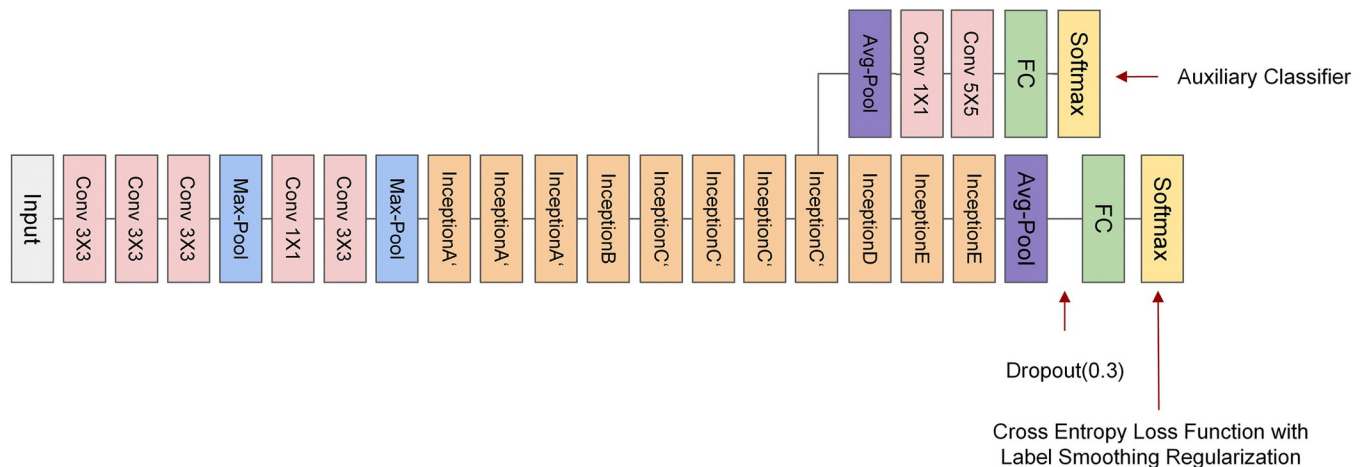 Avg-Pool
Conv 1X1
Conv 5X5
FC
Softmax
Auxiliary Classifier
Input
Conv 3X3
Conv 3X3
Conv 3X3
Max-Pool
Conv 1X1
Conv 3X3
Max-Pool
InceptionA‘
InceptionA‘
InceptionA‘
InceptionB
InceptionC‘
InceptionC‘
InceptionC‘
InceptionC‘
InceptionD
InceptionE
InceptionE
Avg-Pool
FC
Softmax
Dropout(0.3)
Cross Entropy Loss Function with
Label Smoothing Regularization